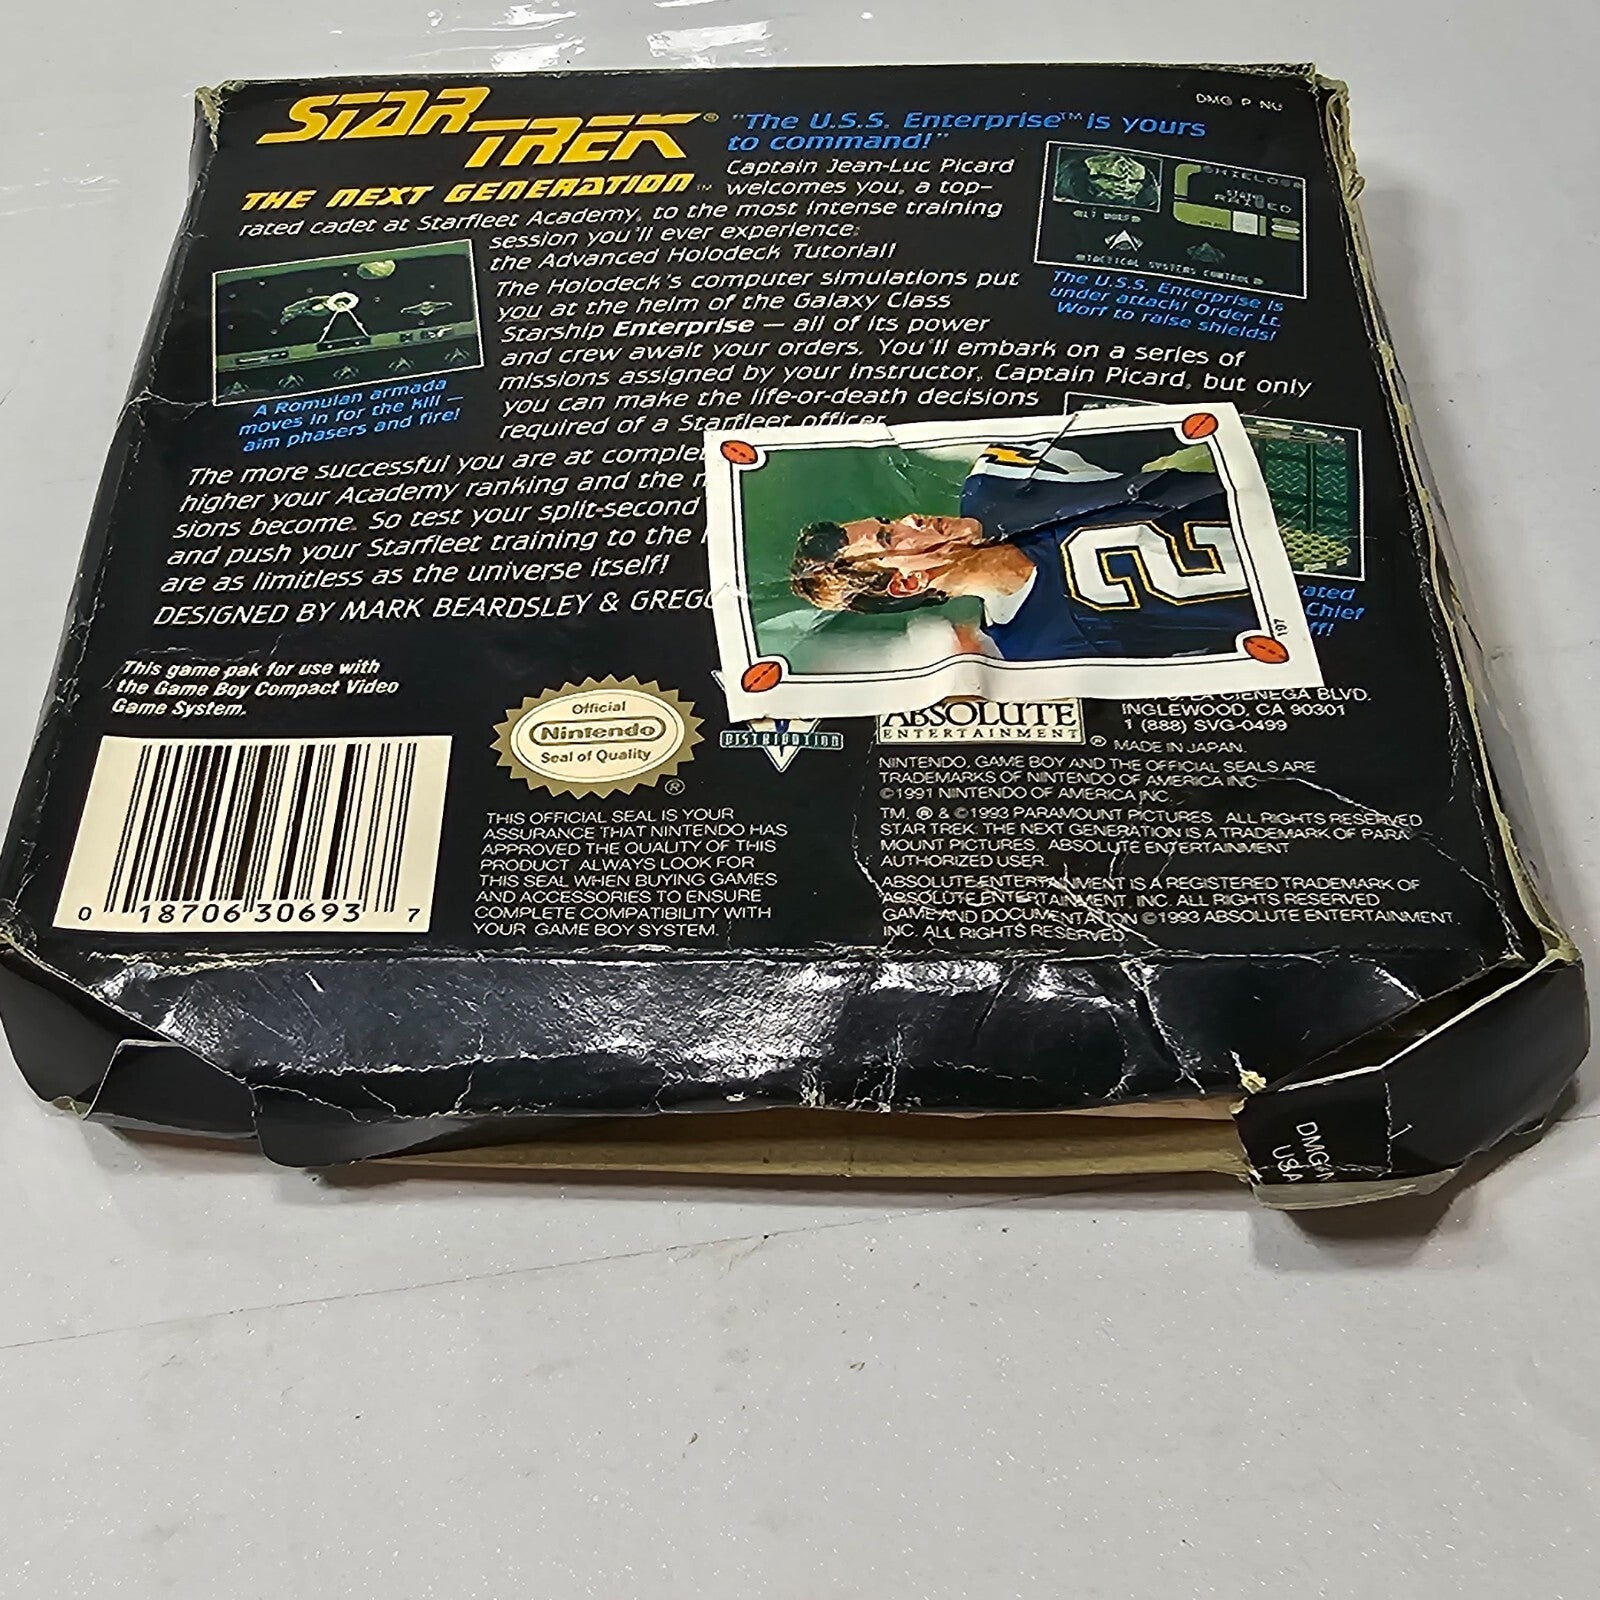 STAR TREK®
THE NEXT GENERATION™
DMG P NU
"The U.S.S. Enterprise™ is yours
to command!"
Captain Jean-Luc Picard
welcomes you, a top-
rated cadet at Starfleet Academy, to the most intense training
session you'll ever experience:
the Advanced Holodeck Tutorial!
The Holodeck's computer simulations put
you at the helm of the Galaxy Class
Starship Enterprise — all of its power
and crew await your orders. You'll embark on a series of
missions assigned by your instructor, Captain Picard, but only
you can make the life-or-death decisions
required of a Starfleet officer
The more successful you are at
higher your Academy ranking and the
sions become. So test your split-second
and push your Starfleet training to the
are as limitless as the universe itself!
DESIGNED BY MARK BEARDSLEY &
A Romulan armada
moves in for the kill —
aim phasers and fire!
SHIELDS
The U.S.S. Enterprise is
under attack! Order Lt.
Worf to raise shields!
Chief
2
197
This game pak for use with
the Game Boy Compact Video
Game System.
0 18706 30693 7
Official
Nintendo
Seal of Quality
®
THIS OFFICIAL SEAL IS YOUR
ASSURANCE THAT NINTENDO HAS
APPROVED THE QUALITY OF THIS
PRODUCT. ALWAYS LOOK FOR
THIS SEAL WHEN BUYING GAMES
AND ACCESSORIES TO ENSURE
COMPLETE COMPATIBILITY WITH
YOUR GAME BOY SYSTEM.
DISTRIBUTION
ABSOLUTE
ENTERTAINMENT®
LA CIENEGA BLVD.
INGLEWOOD, CA 90301
1 (888) SVG-0499
MADE IN JAPAN.
NINTENDO, GAME BOY AND THE OFFICIAL SEALS ARE
TRADEMARKS OF NINTENDO OF AMERICA INC.
©1991 NINTENDO OF AMERICA INC.
TM, ® & ©1993 PARAMOUNT PICTURES. ALL RIGHTS RESERVED
STAR TREK: THE NEXT GENERATION IS A TRADEMARK OF PARA
MOUNT PICTURES. ABSOLUTE ENTERTAINMENT
AUTHORIZED USER.
ABSOLUTE ENTERTAINMENT IS A REGISTERED TRADEMARK OF
ABSOLUTE ENTERTAINMENT, INC. ALL RIGHTS RESERVED
GAME AND DOCUMENTATION ©1993 ABSOLUTE ENTERTAINMENT,
INC. ALL RIGHTS RESERVED
USA